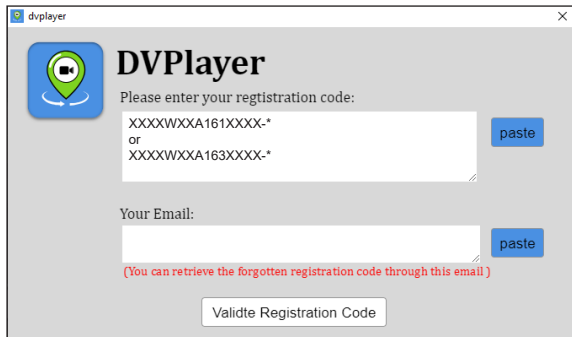 dvplayer
DVPlayer
Please enter your regtistration code:
XXXXWXXA161XXXX-*
or
XXXXWXXA163XXXX-*
paste
Your Email:
paste
(You can retrieve the forgotten registration code through this email )
Validte Registration Code